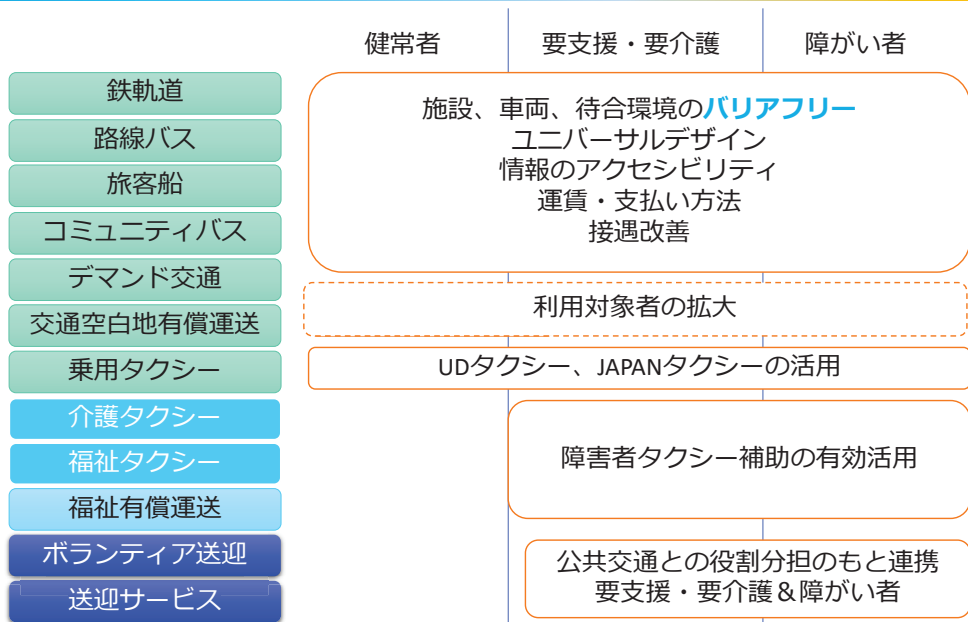 健常者
要支援・要介護
障がい者
鉄軌道
路線バス
旅客船
コミュニティバス
デマンド交通
交通空白地有償運送
乗用タクシー
介護タクシー
福祉タクシー
福祉有償運送
ボランティア送迎
送迎サービス
施設、車両、待合環境のバリアフリー
ユニバーサルデザイン
情報のアクセシビリティ
運賃・支払い方法
接遇改善
利用対象者の拡大
UDタクシー、JAPANタクシーの活用
障害者タクシー補助の有効活用
公共交通との役割分担のもと連携
要支援・要介護&障がい者